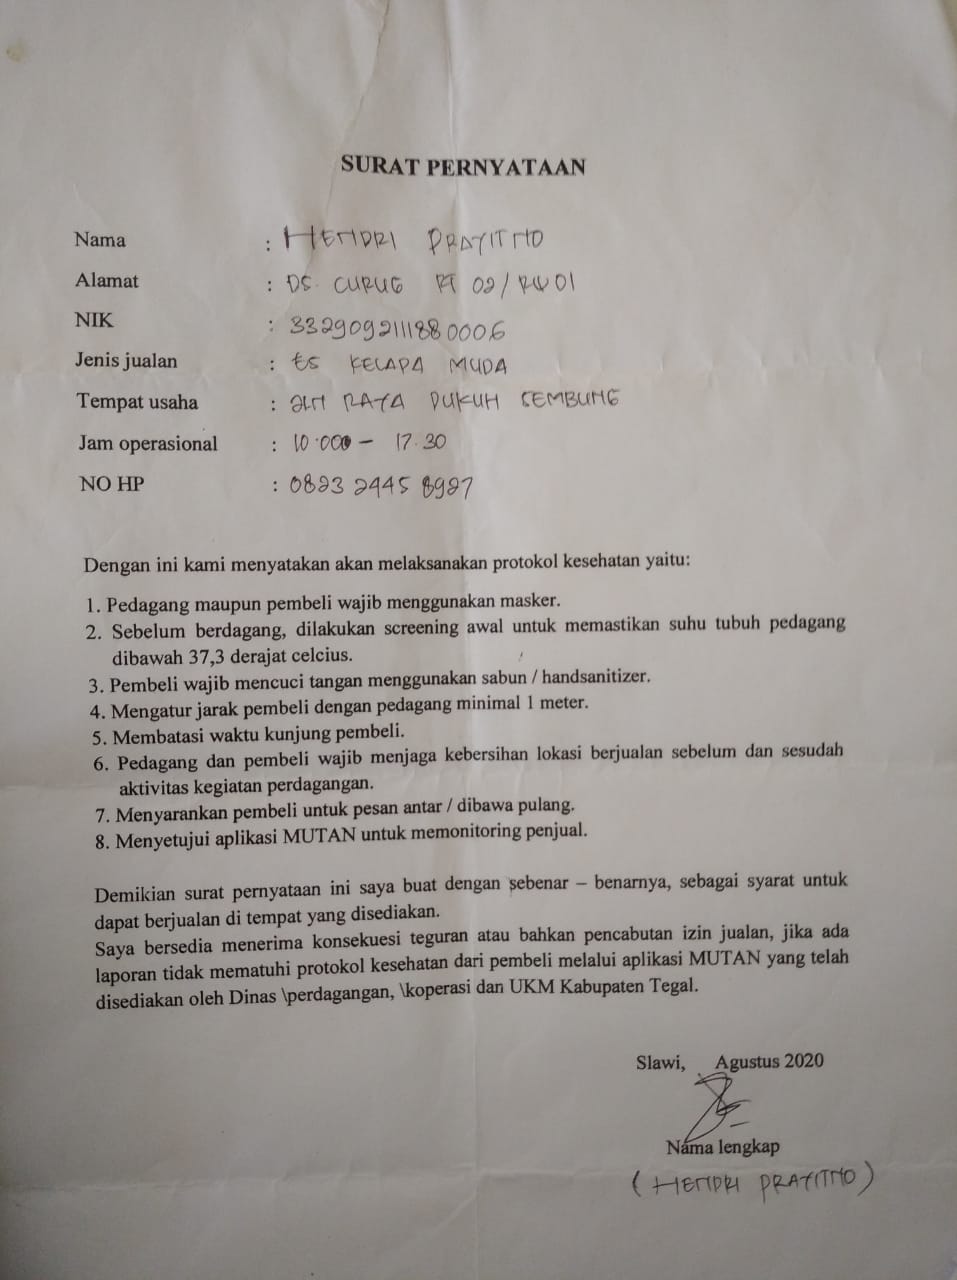 SURAT PERNYATAAN
Nama : HENDRI PRAYITNO
Alamat : DS. CURUG RT 02/RW 01
NIK : 3329092111880006
Jenis jualan : ES KELAPA MUDA
Tempat usaha : JLN RAYA DUKUH SEMBUNG
Jam operasional : 10.000 - 17.30
NO HP : 0823 2445 8927
Dengan ini kami menyatakan akan melaksanakan protokol kesehatan yaitu:
1. Pedagang maupun pembeli wajib menggunakan masker.
2. Sebelum berdagang, dilakukan screening awal untuk memastikan suhu tubuh pedagang
dibawah 37,3 derajat celcius.
3. Pembeli wajib mencuci tangan menggunakan sabun / handsanitizer.
4. Mengatur jarak pembeli dengan pedagang minimal 1 meter.
5. Membatasi waktu kunjung pembeli.
6. Pedagang dan pembeli wajib menjaga kebersihan lokasi berjualan sebelum dan sesudah
aktivitas kegiatan perdagangan.
7. Menyarankan pembeli untuk pesan antar / dibawa pulang.
8. Menyetujui aplikasi MUTAN untuk memonitoring penjual.
Demikian surat pernyataan ini saya buat dengan sebenar – benarnya, sebagai syarat untuk
dapat berjualan di tempat yang disediakan.
Saya bersedia menerima konsekuesi teguran atau bahkan pencabutan izin jualan, jika ada
laporan tidak mematuhi protokol kesehatan dari pembeli melalui aplikasi MUTAN yang telah
disediakan oleh Dinas \perdagangan, \koperasi dan UKM Kabupaten Tegal.
Slawi, Agustus 2020
Nama lengkap
( HENDRI PRAYITNO )